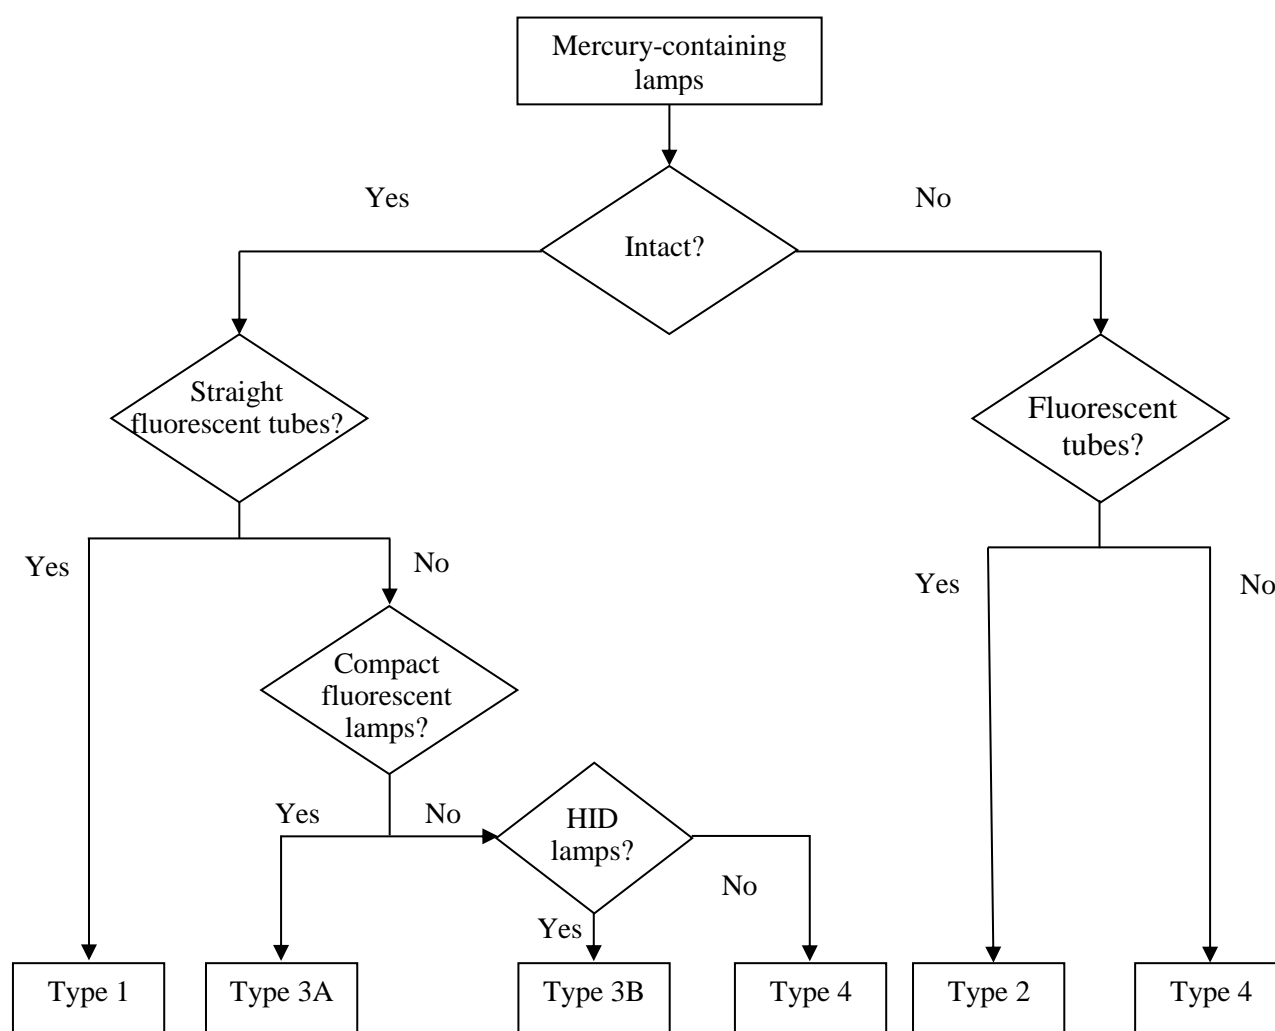 Mercury-containing
lamps
Yes
No
Intact?
Straight
fluorescent tubes?
Fluorescent
tubes?
Yes
No
Yes
No
Compact
fluorescent
lamps?
Yes
No
HID
lamps?
No
Yes
Type 1
Type 3A
Type 3B
Type 4
Type 2
Type 4